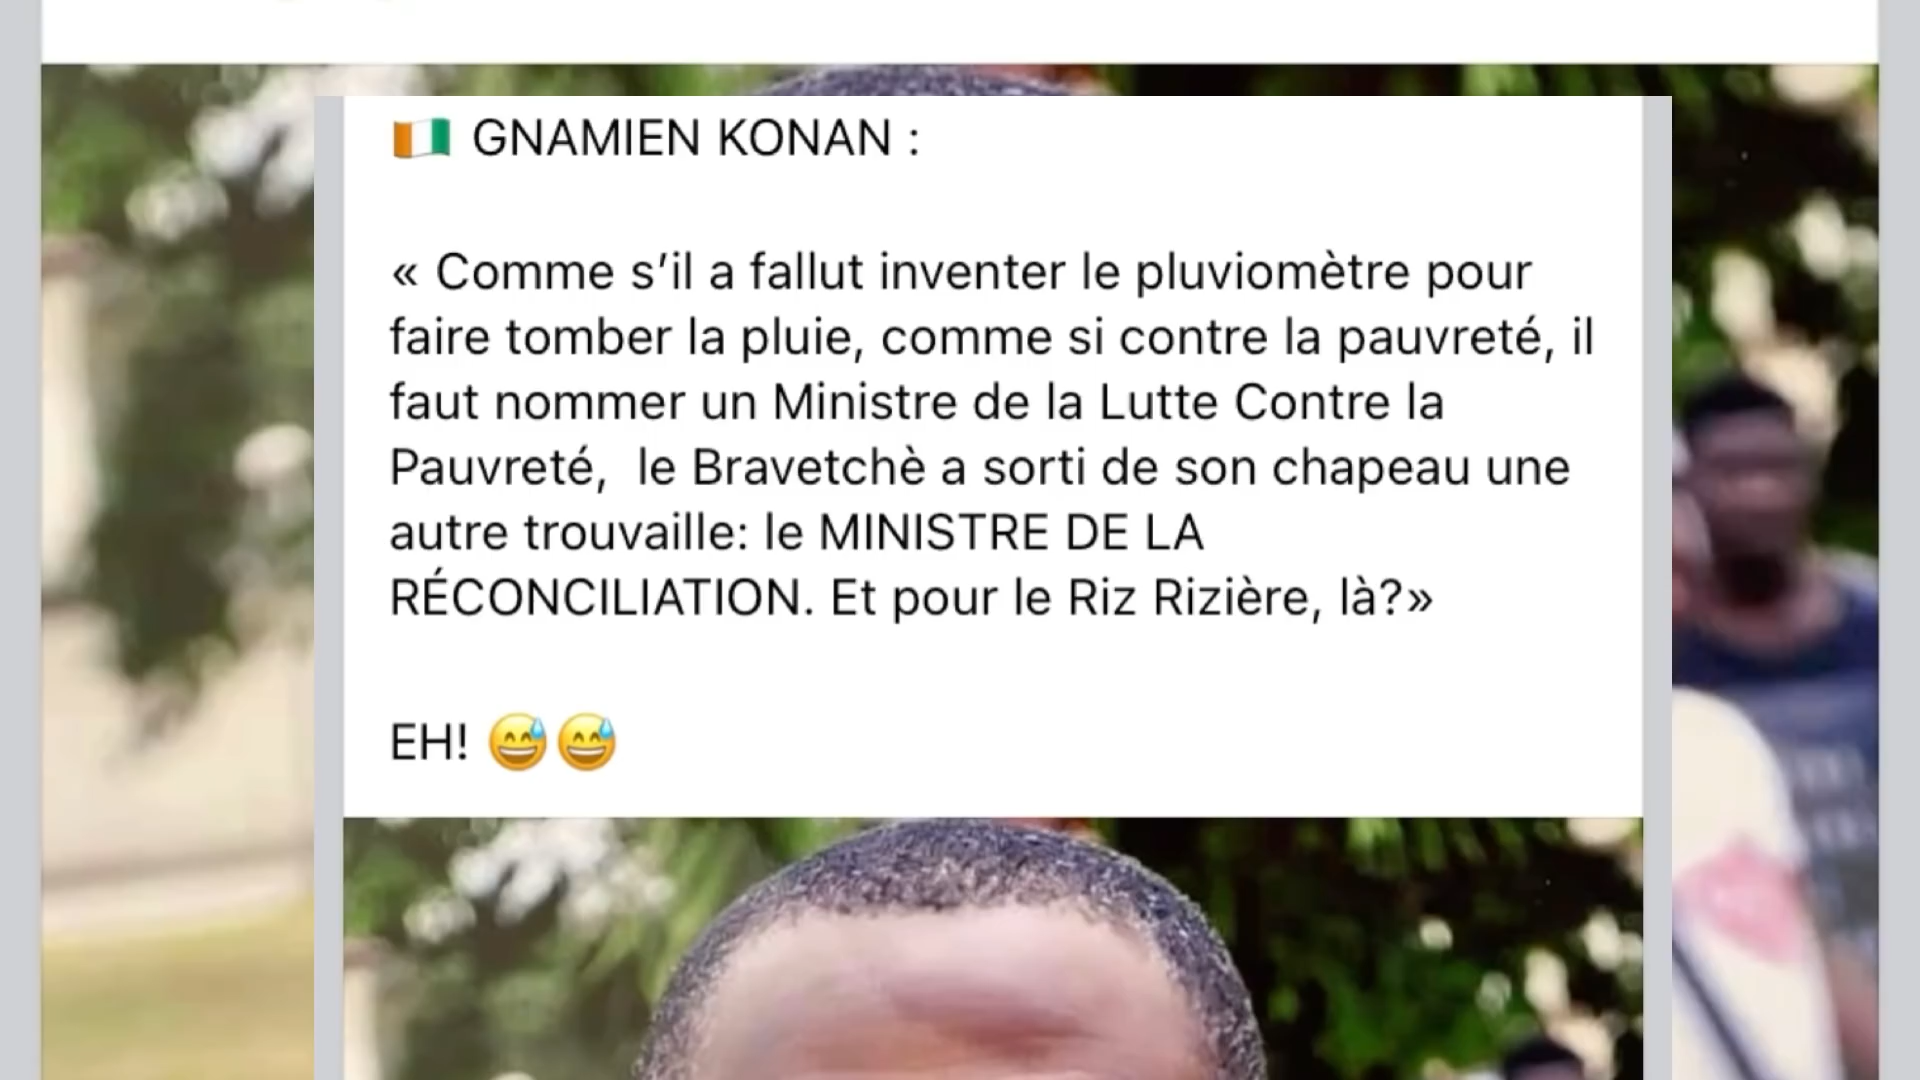 🇨🇮 GNAMIEN KONAN :
« Comme s’il a fallut inventer le pluviomètre pour
faire tomber la pluie, comme si contre la pauvreté, il
faut nommer un Ministre de la Lutte Contre la
Pauvreté,  le Bravetchè a sorti de son chapeau une
autre trouvaille: le MINISTRE DE LA
RÉCONCILIATION. Et pour le Riz Rizière, là?»
EH! 😅😅